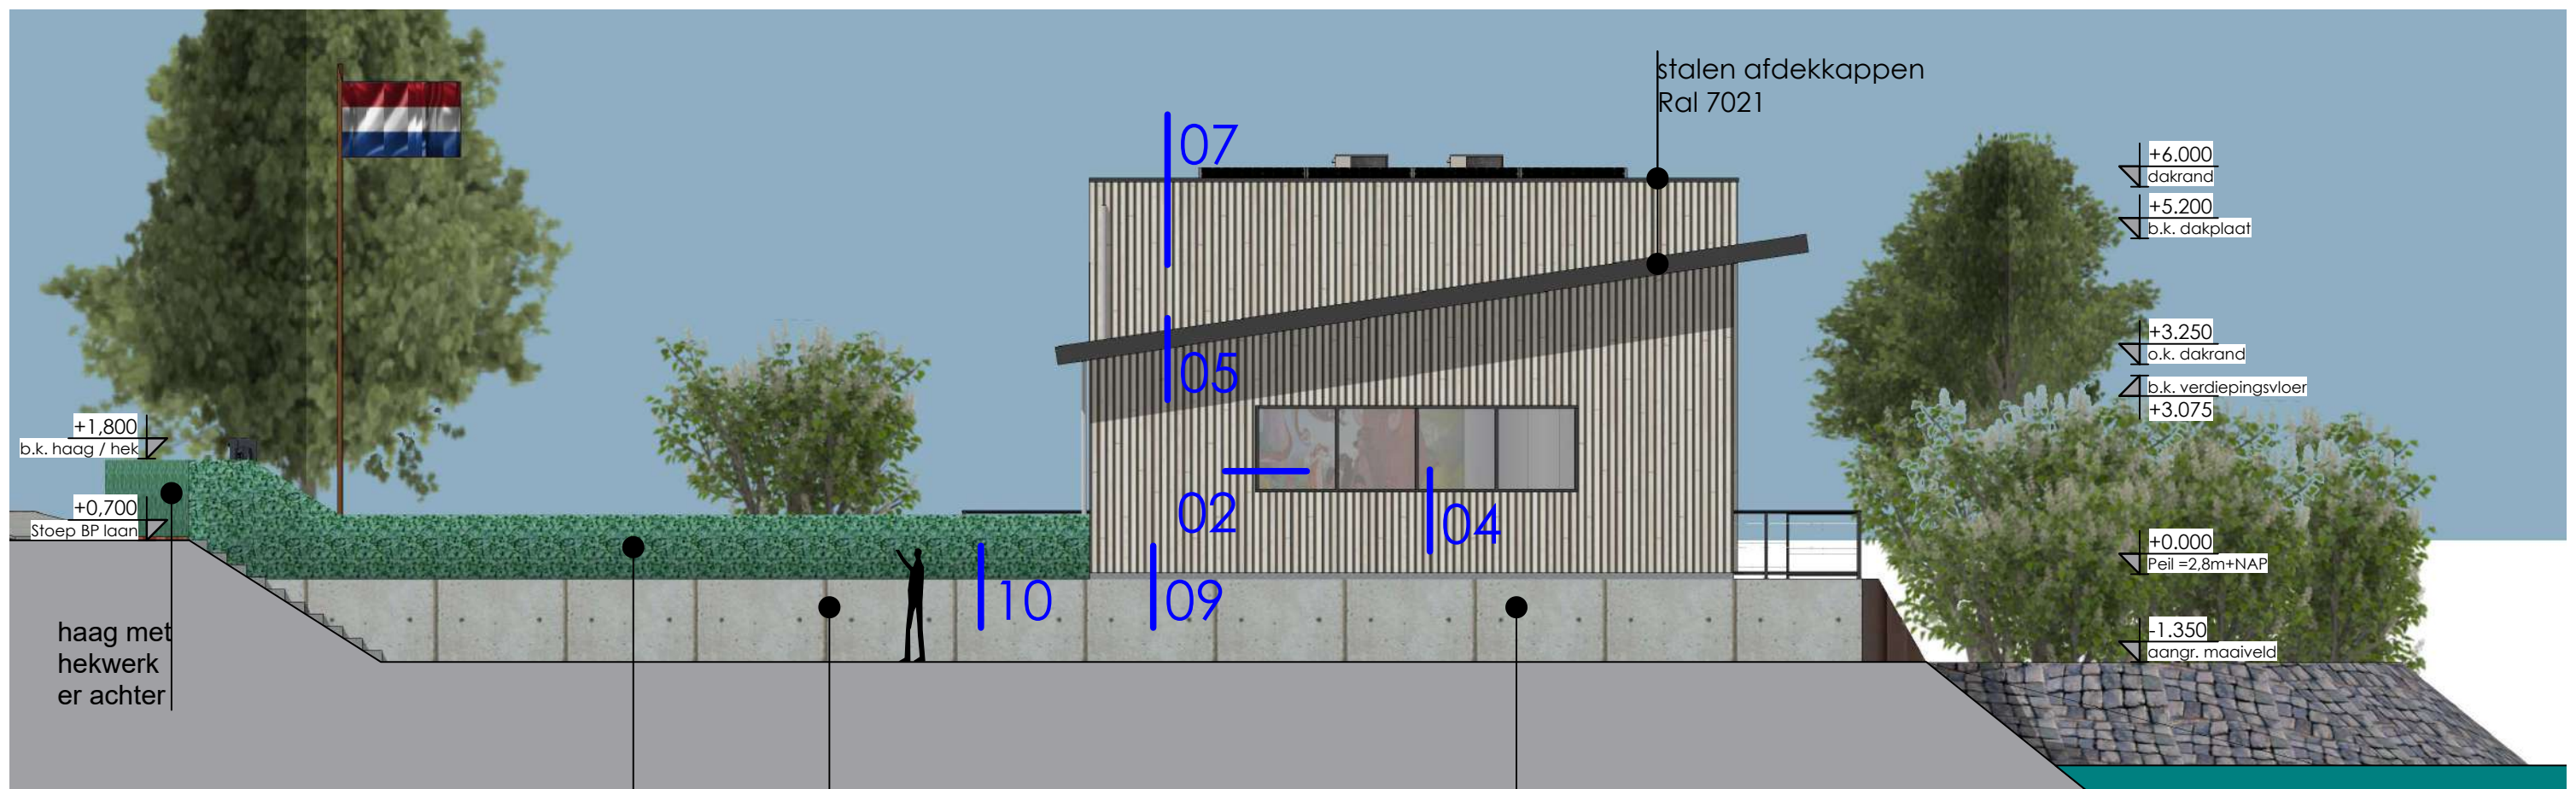 stalen afdekkappen
Ral 7021
07
05
02
04
10
09
+1,800
b.k. haag / hek
+0,700
Stoep BP laan
haag met
hekwerk
er achter
+6.000
dakrand
+5.200
b.k. dakplaat
+3.250
o.k. dakrand
b.k. verdiepingsvloer
+3.075
+0.000
Peil =2,8m+NAP
-1.350
aangr. maaiveld